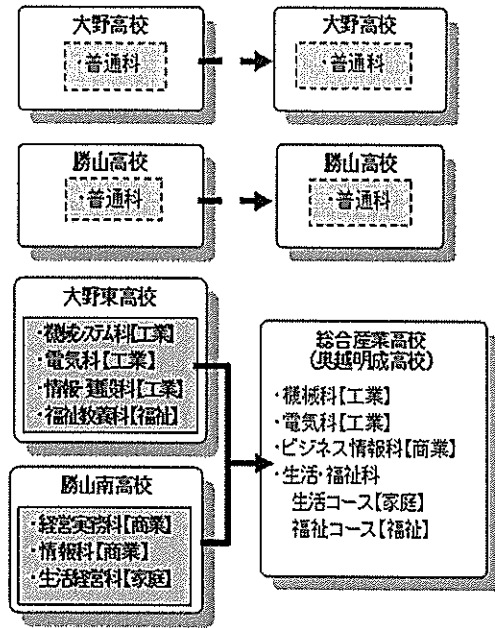 大野高校
・普通科
大野高校
・普通科
勝山高校
・普通科
勝山高校
・普通科
大野東高校
・機械システム科【工業】
・電気科【工業】
・情報・建設科【工業】
・福祉教養科【福祉】
勝山南高校
・経営実務科【商業】
・情報科【商業】
・生活経営科【家庭】
総合産業高校
(奥越明成高校)
・機械科【工業】
・電気科【工業】
・ビジネス情報科【商業】
・生活・福祉科
生活コース【家庭】
福祉コース【福祉】